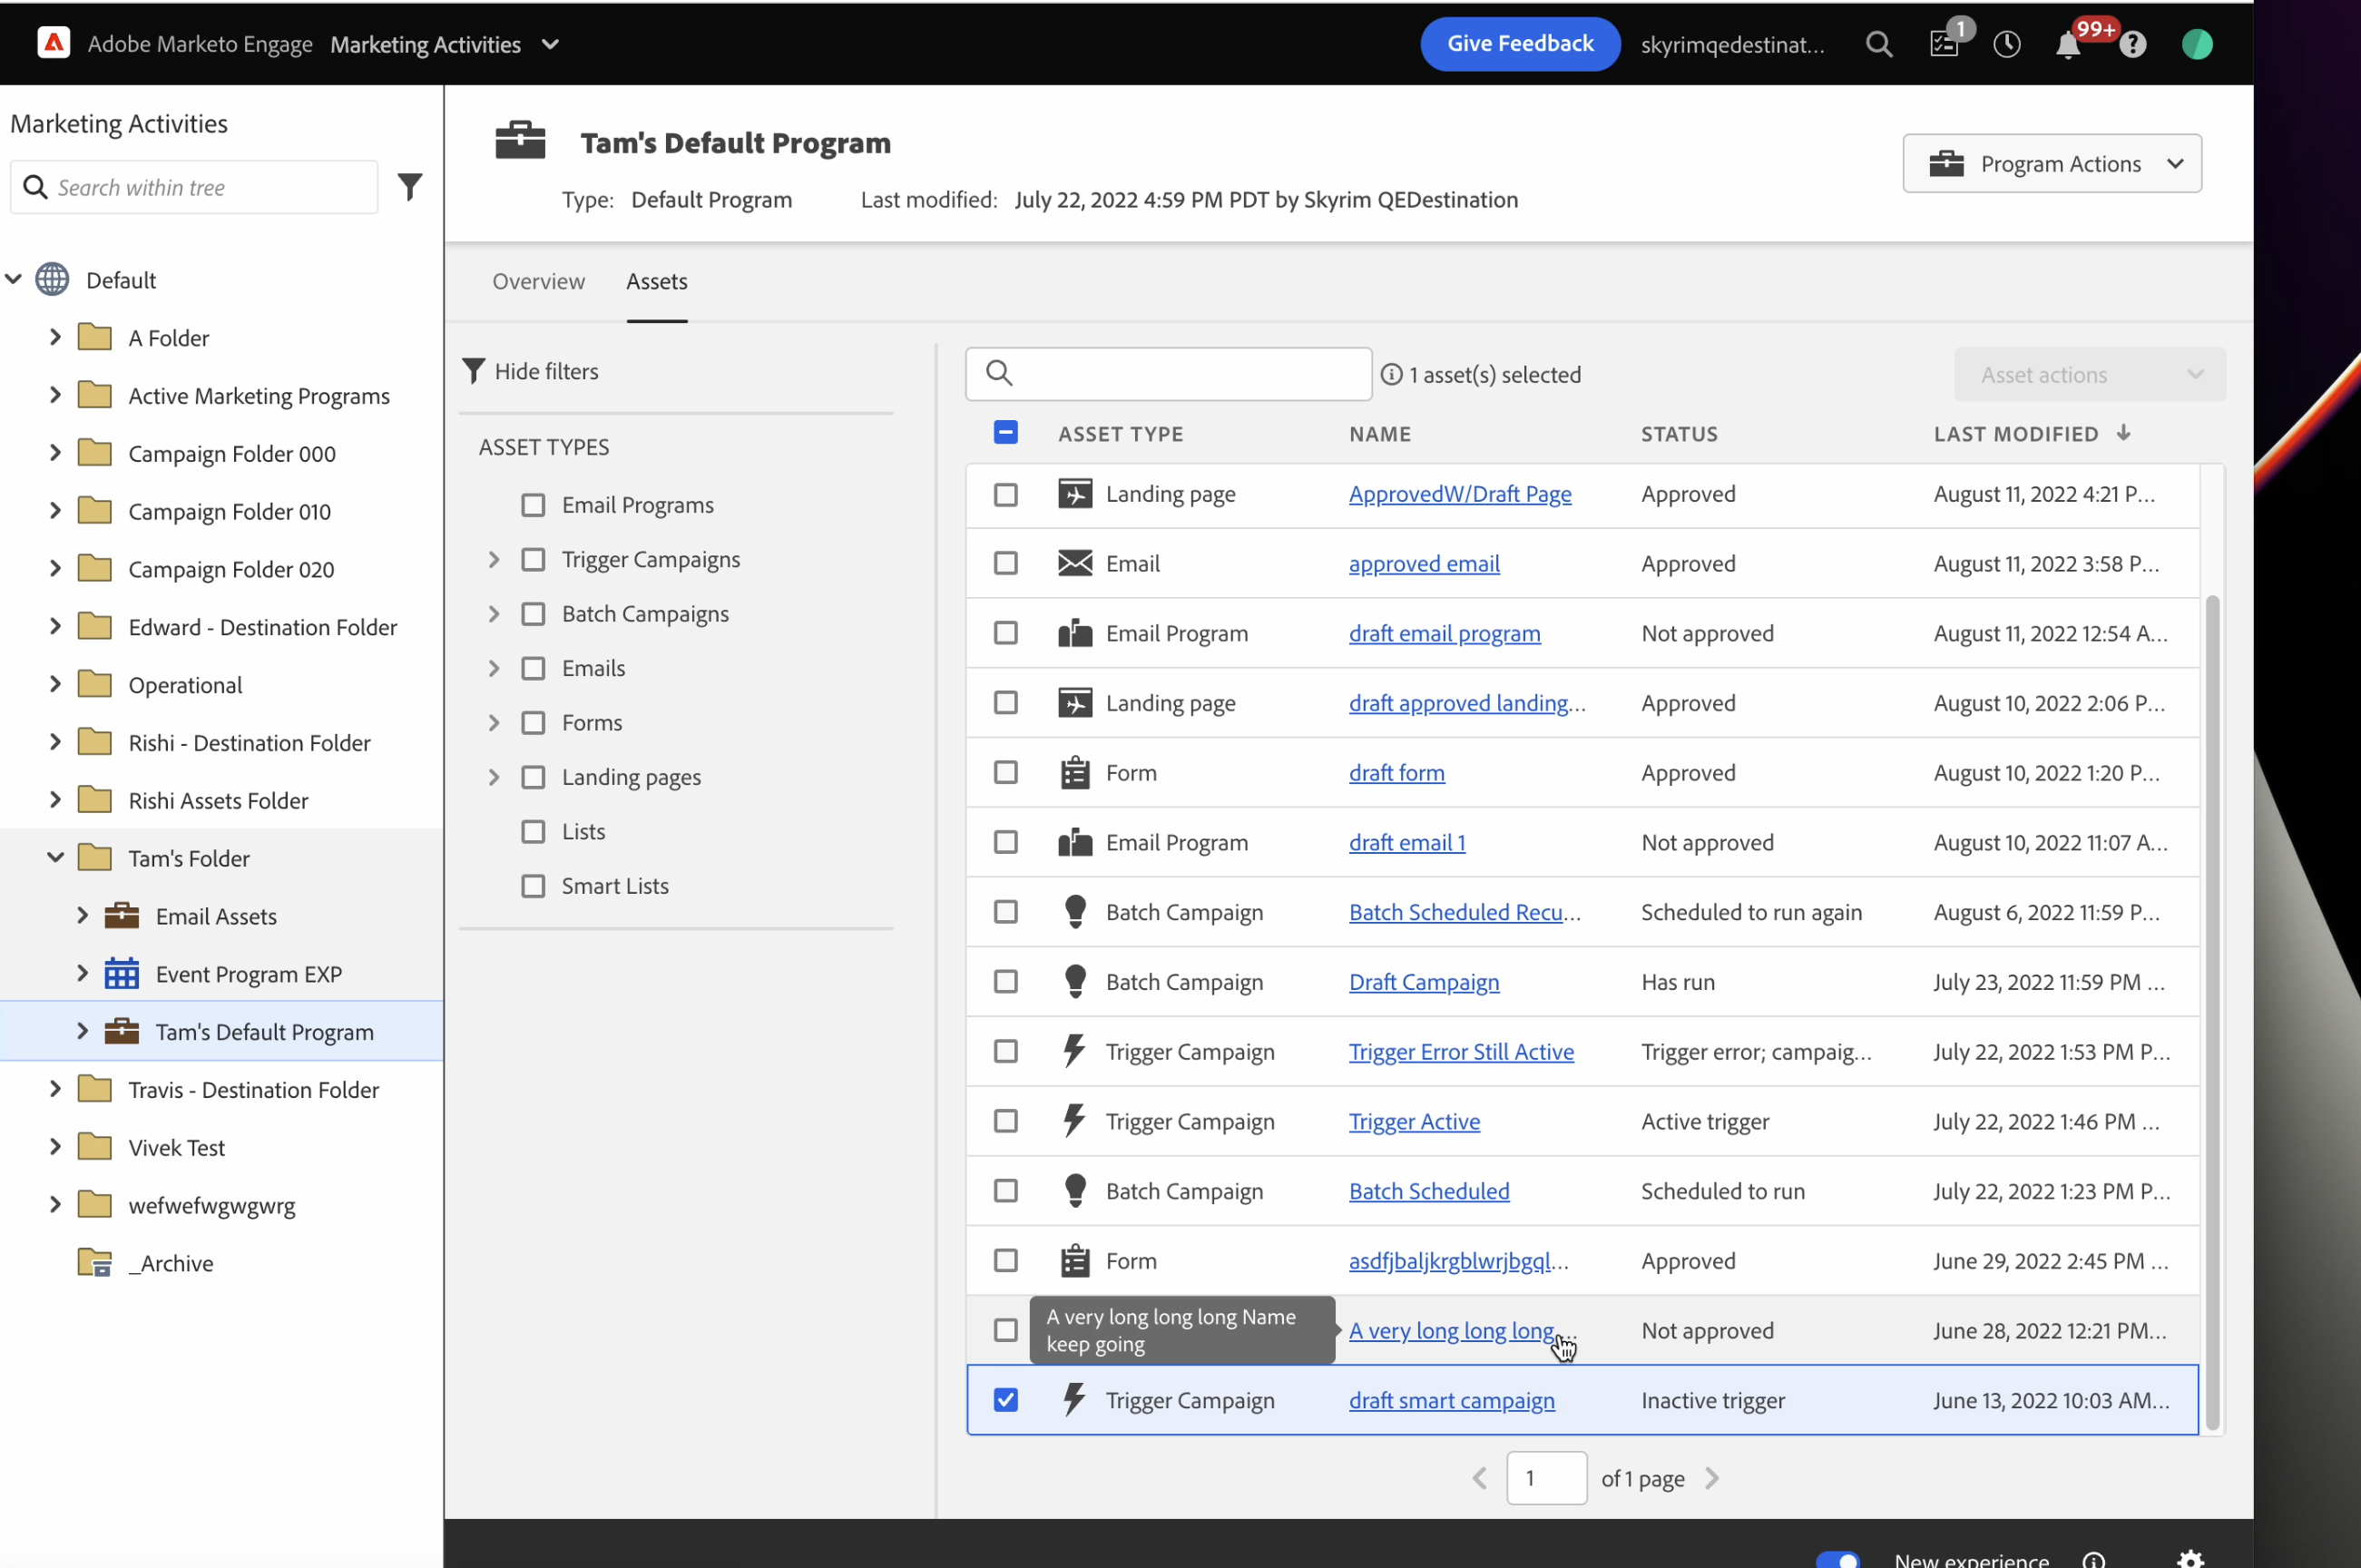 Adobe Marketo Engage Marketing Activities
Give Feedback skyrimqedestinat... 1 99+ ?
Marketing Activities
Search within tree
Default
A Folder
Active Marketing Programs
Campaign Folder 000
Campaign Folder 010
Campaign Folder 020
Edward - Destination Folder
Operational
Rishi - Destination Folder
Rishi Assets Folder
Tam's Folder
Email Assets
Event Program EXP
Tam's Default Program
Travis - Destination Folder
Vivek Test
wefwefwgwgwrg
_Archive
Tam's Default Program
Type: Default Program Last modified: July 22, 2022 4:59 PM PDT by Skyrim QEDestination
Program Actions
Overview Assets
Hide filters
ASSET TYPES
Email Programs
Trigger Campaigns
Batch Campaigns
Emails
Forms
Landing pages
Lists
Smart Lists
1 asset(s) selected
Asset actions
ASSET TYPE NAME STATUS LAST MODIFIED
Landing page ApprovedW/Draft Page Approved August 11, 2022 4:21 P...
Email approved email Approved August 11, 2022 3:58 P...
Email Program draft email program Not approved August 11, 2022 12:54 A...
Landing page draft approved landing... Approved August 10, 2022 2:06 P...
Form draft form Approved August 10, 2022 1:20 P...
Email Program draft email 1 Not approved August 10, 2022 11:07 A...
Batch Campaign Batch Scheduled Recu... Scheduled to run again August 6, 2022 11:59 P...
Batch Campaign Draft Campaign Has run July 23, 2022 11:59 PM ...
Trigger Campaign Trigger Error Still Active Trigger error; campaig... July 22, 2022 1:53 PM P...
Trigger Campaign Trigger Active Active trigger July 22, 2022 1:46 PM ...
Batch Campaign Batch Scheduled Scheduled to run July 22, 2022 1:23 PM P...
Form asdfjbaljkrgblwrjbgql... Approved June 29, 2022 2:45 PM ...
A very long long long Name
keep going
A very long long long ... Not approved June 28, 2022 12:21 PM...
Trigger Campaign draft smart campaign Inactive trigger June 13, 2022 10:03 AM...
1 of 1 page
New experience